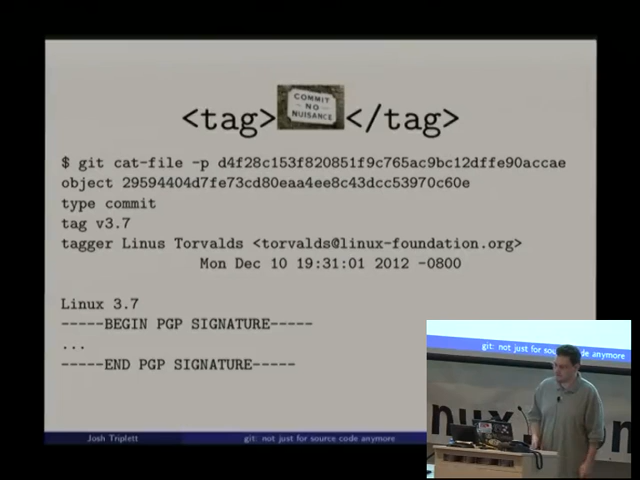 <tag> COMMIT NO NUISANCE </tag>
$ git cat-file -p d4f28c153f820851f9c765ac9bc12dffe90accae
object 29594404d7fe73cd80eaa4ee8c43dcc53970c60e
type commit
tag v3.7
tagger Linus Torvalds <torvalds@linux-foundation.org>
Mon Dec 10 19:31:01 2012 -0800
Linux 3.7
-----BEGIN PGP SIGNATURE-----
...
-----END PGP SIGNATURE-----
git: not just for source code anymore
Josh Triplett
git: not just for source code anymore